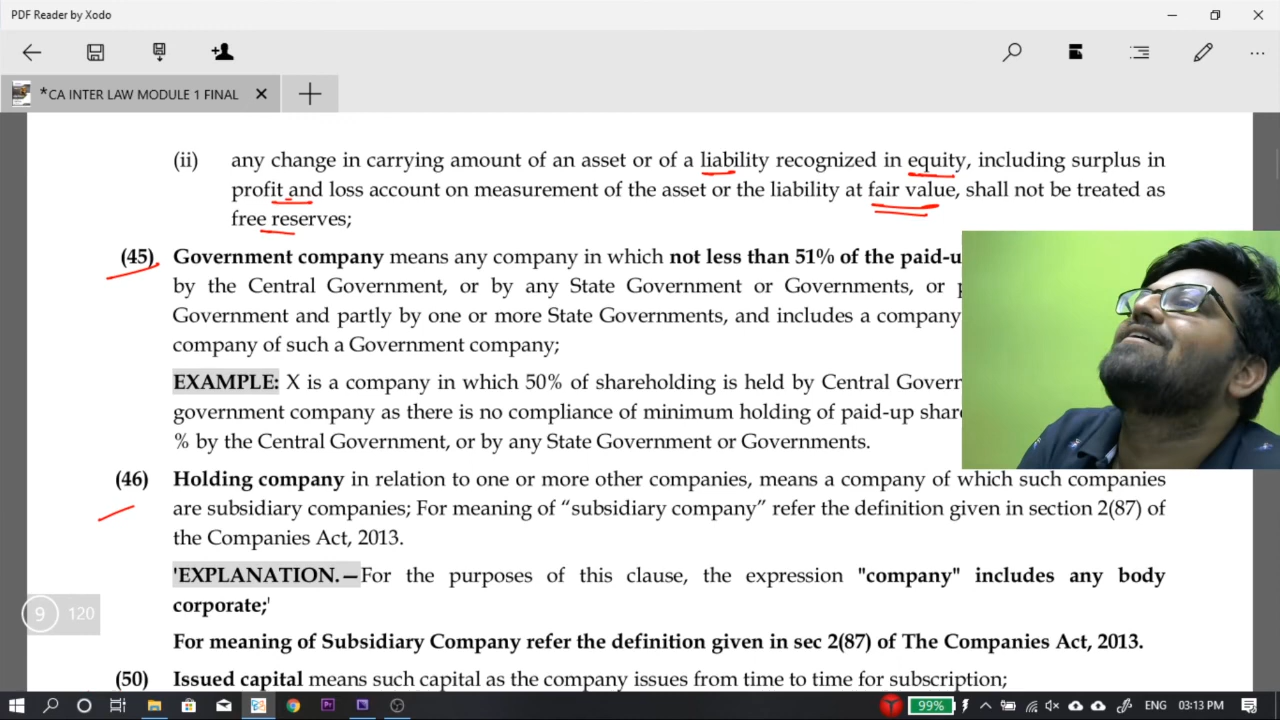 PDF Reader by Xodo
*CA INTER LAW MODULE 1 FINAL
(ii) any change in carrying amount of an asset or of a liability recognized in equity, including surplus in
profit and loss account on measurement of the asset or the liability at fair value, shall not be treated as
free reserves;
(45) Government company means any company in which not less than 51% of the paid-u
by the Central Government, or by any State Government or Governments, or
Government and partly by one or more State Governments, and includes a company
company of such a Government company;
EXAMPLE: X is a company in which 50% of shareholding is held by Central Govern
government company as there is no compliance of minimum holding of paid-up shar
% by the Central Government, or by any State Government or Governments.
(46) Holding company in relation to one or more other companies, means a company of which such companies
are subsidiary companies; For meaning of “subsidiary company” refer the definition given in section 2(87) of
the Companies Act, 2013.
'EXPLANATION.—For the purposes of this clause, the expression "company" includes any body
corporate;'
9 120
For meaning of Subsidiary Company refer the definition given in sec 2(87) of The Companies Act, 2013.
(50) Issued capital means such capital as the company issues from time to time for subscription;
99% ENG 03:13 PM